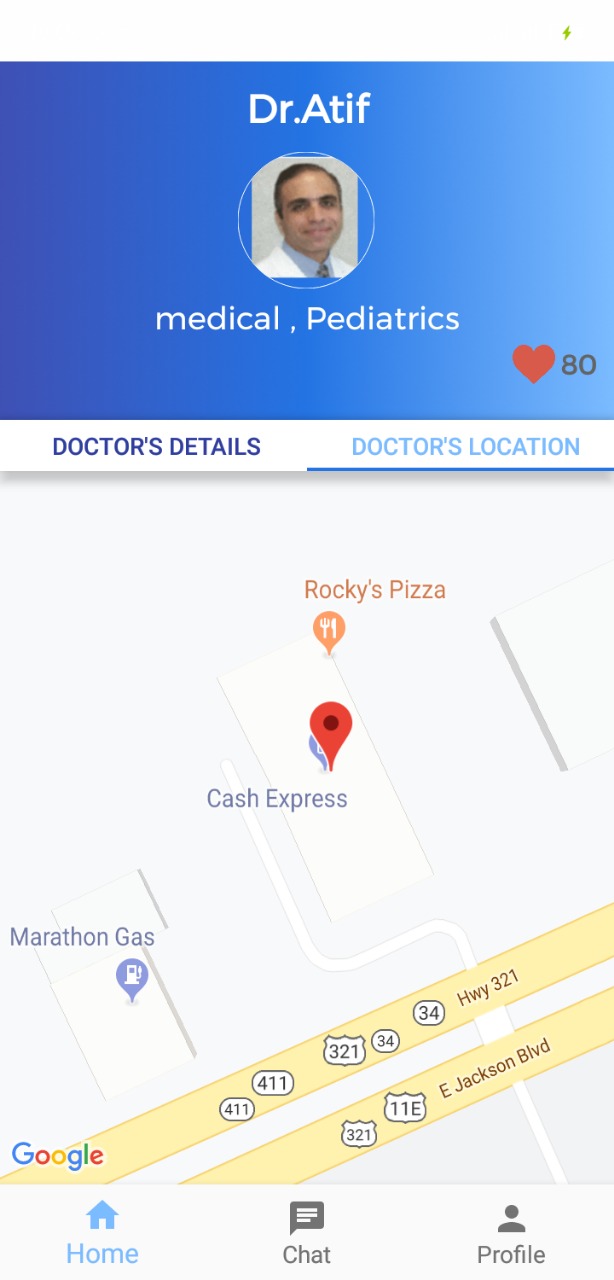 Dr.Atif
medical , Pediatrics
80
DOCTOR'S DETAILS
DOCTOR'S LOCATION
Rocky's Pizza
Cash Express
Marathon Gas
Hwy 321
34
34
321
411
411
E Jackson Blvd
11E
321
Google
Home
Chat
Profile